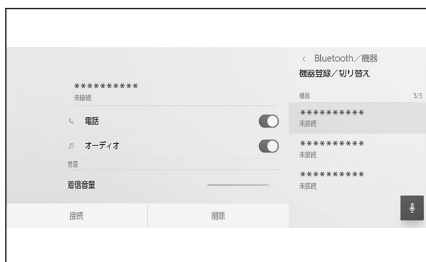 **********
未接続
電話
オーディオ
音量
着信音量
接続
削除
Bluetooth／機器
機器登録／切り替え
機器
3/5
**********
未接続
**********
未接続
**********
未接続